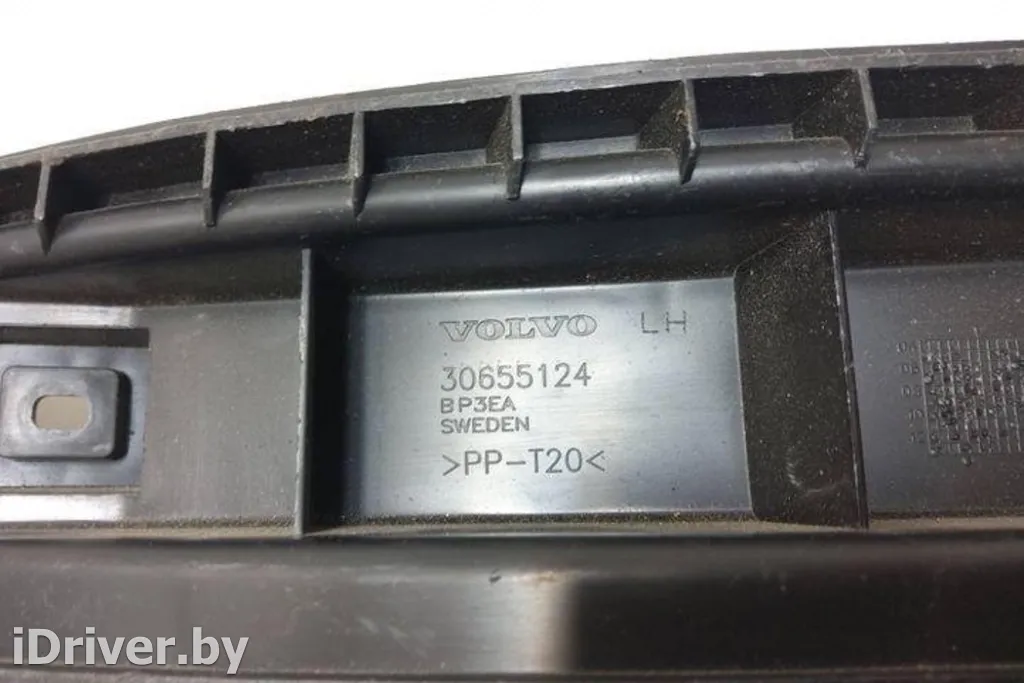 VOLVO LH
30655124
BP3EA
SWEDEN
>PP-T20<
iDriver.by